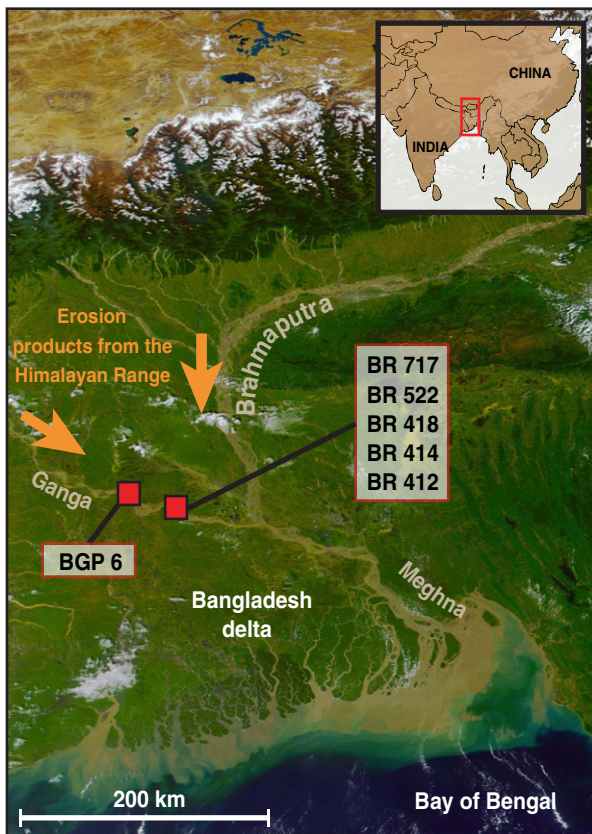 CHINA
INDIA
Erosion
products from the
Himalayan Range
Brahmaputra
BR 717
BR 522
BR 418
BR 414
BR 412
Ganga
BGP 6
Meghna
Bangladesh
delta
200 km
Bay of Bengal